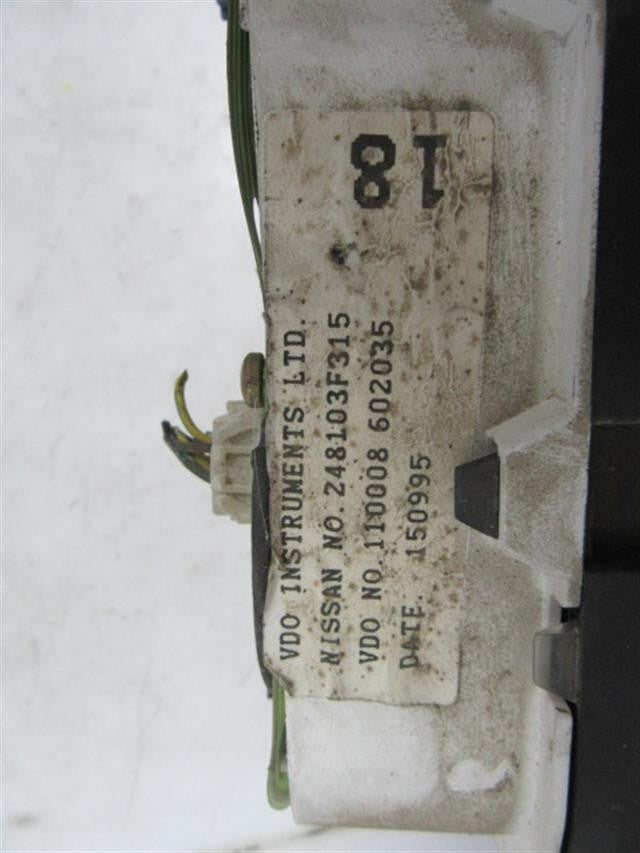 VDO INSTRUMENTS LTD.
NISSAN NO. 248103F315
VDO NO. 110008 602035
DATE. 150995
18